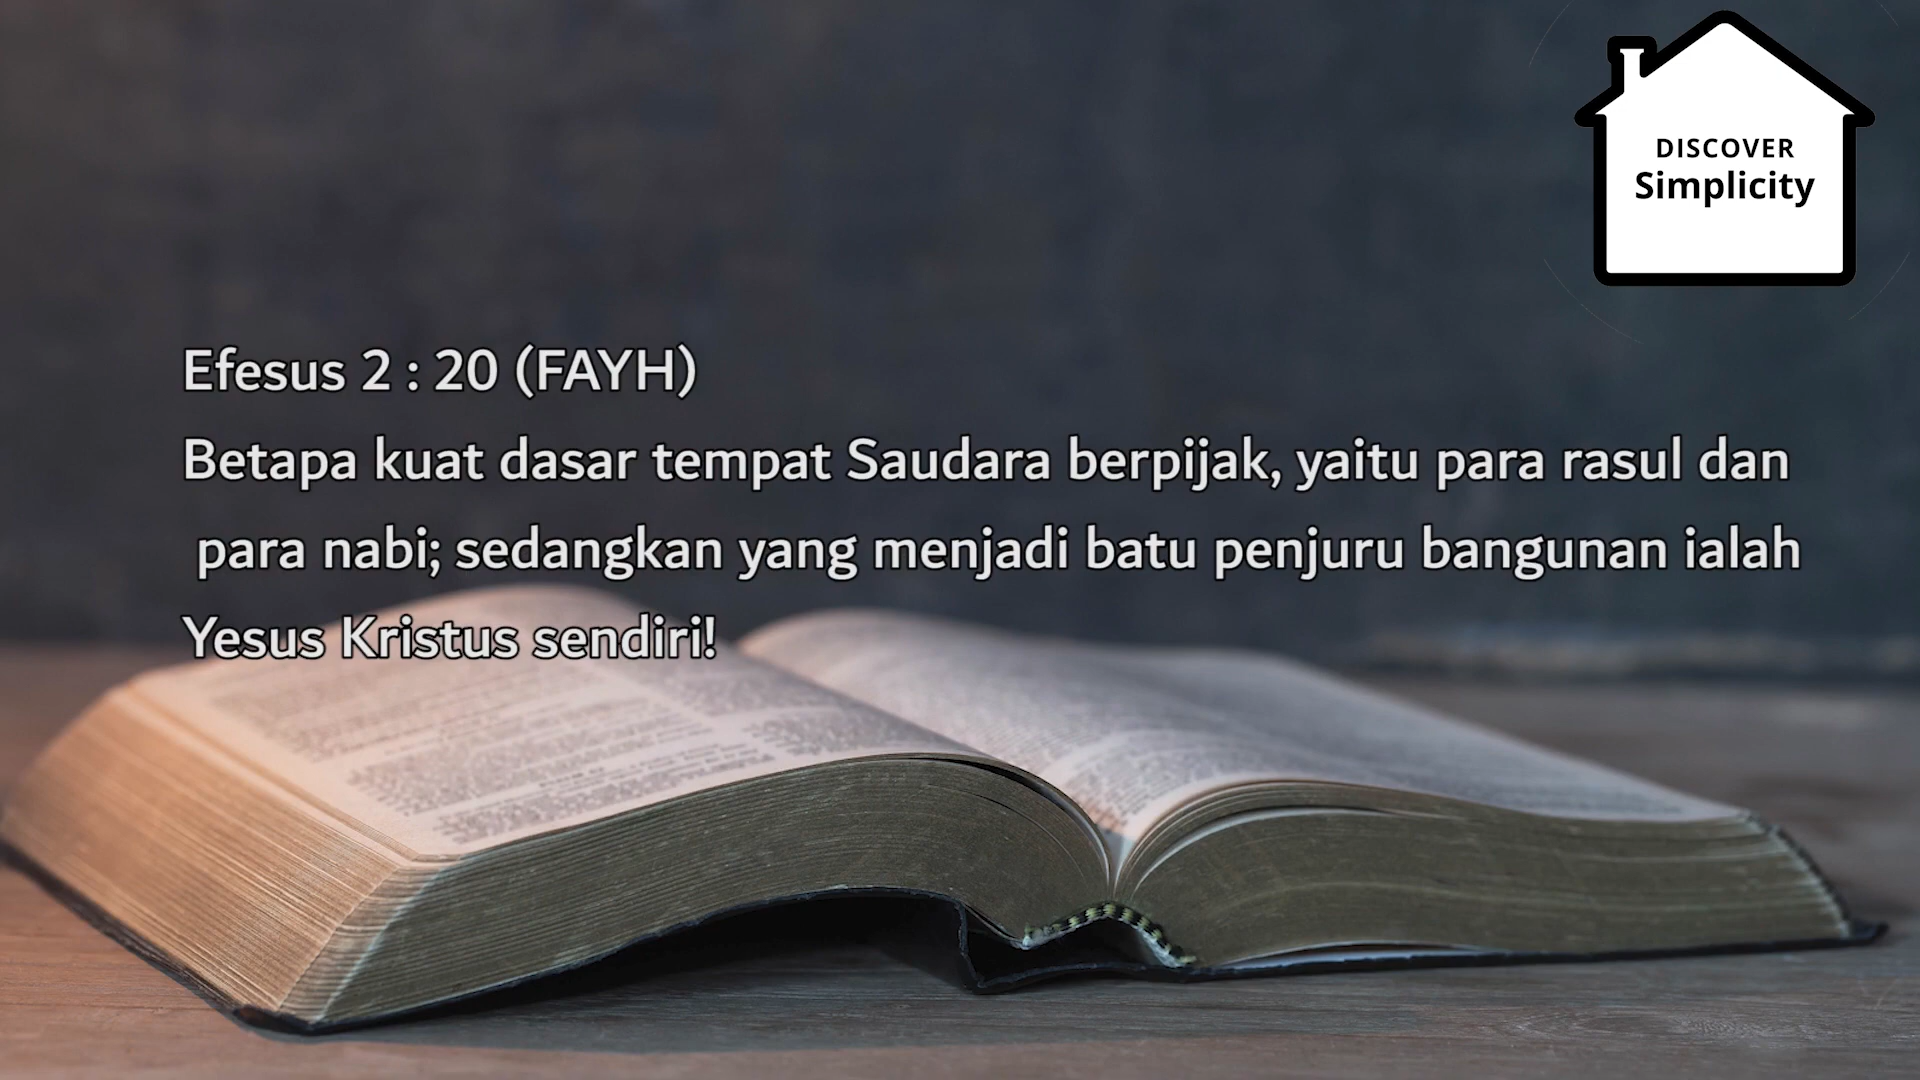 DISCOVER
Simplicity
Efesus 2 : 20 (FAYH)
Betapa kuat dasar tempat Saudara berpijak, yaitu para rasul dan
para nabi; sedangkan yang menjadi batu penjuru bangunan ialah
Yesus Kristus sendiri!